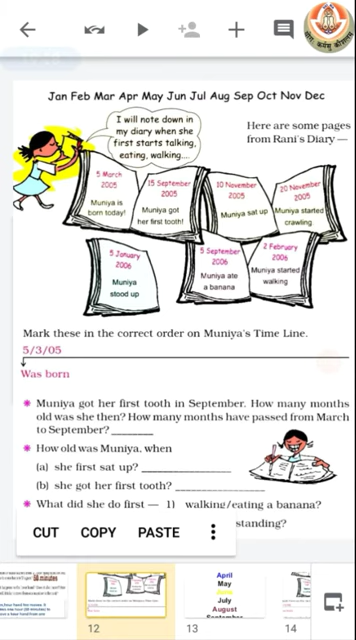 Jan Feb Mar Apr May Jun Jul Aug Sep Oct Nov Dec
I will note down in
my diary when she
first starts talking,
eating, walking....
Here are some pages
from Rani's Diary —
5 March
2005
Muniya is
born today!
15 September
2005
Muniya got
her first tooth!
10 November
2005
Muniya sat up
20 November
2005
Muniya started
crawling
5 January
2006
Muniya
stood up
5 September
2006
Muniya ate
a banana
2 February
2006
Muniya started
walking
Mark these in the correct order on Muniya's Time Line.
5/3/05
Was born
Muniya got her first tooth in September. How many months
old was she then? How many months have passed from March
to September?
How old was Muniya, when
(a) she first sat up?
(b) she got her first tooth?
What did she do first — 1) walking/eating a banana?
standing?
CUT COPY PASTE
12
13
14
April
May
July
August